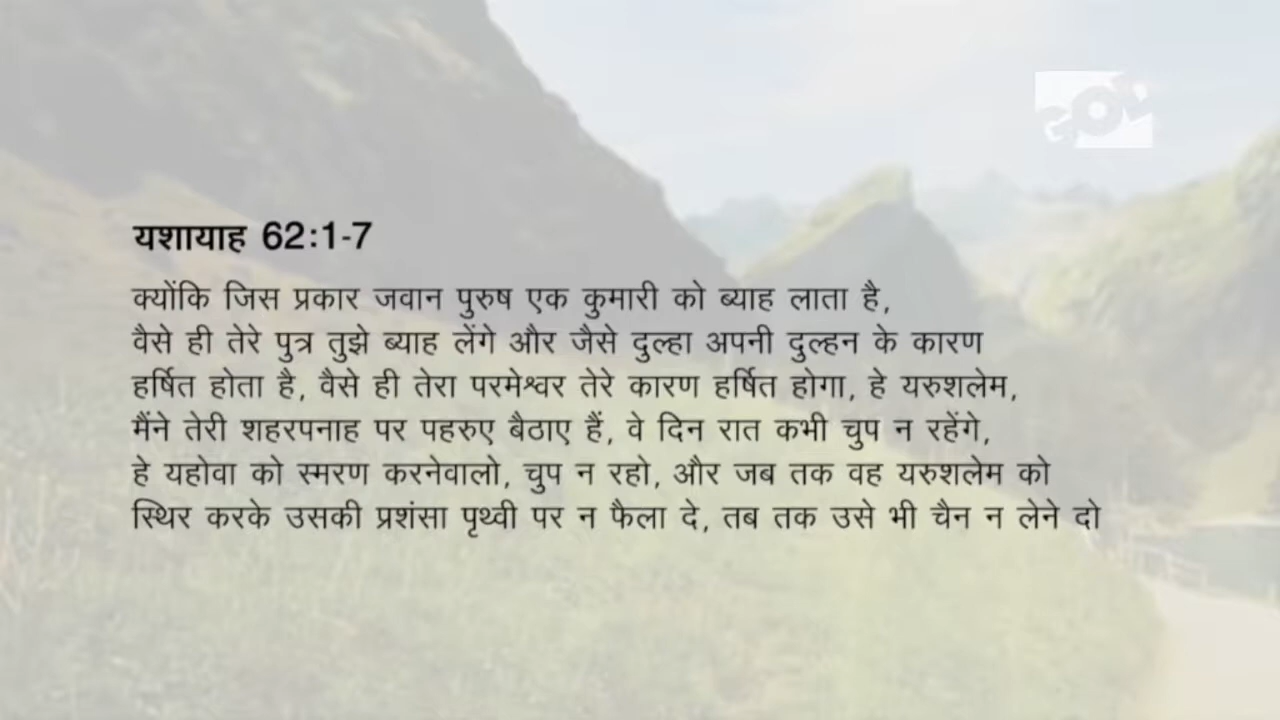 GOD
यशायाह 62:1-7
क्योंकि जिस प्रकार जवान पुरुष एक कुमारी को ब्याह लाता है,
वैसे ही तेरे पुत्र तुझे ब्याह लेंगे और जैसे दुल्हा अपनी दुल्हन के कारण
हर्षित होता है, वैसे ही तेरा परमेश्वर तेरे कारण हर्षित होगा, हे यरुशलेम,
मैंने तेरी शहरपनाह पर पहरुए बैठाए हैं, वे दिन रात कभी चुप न रहेंगे,
हे यहोवा को स्मरण करनेवालो, चुप न रहो, और जब तक वह यरुशलेम को
स्थिर करके उसकी प्रशंसा पृथ्वी पर न फैला दे, तब तक उसे भी चैन न लेने दो